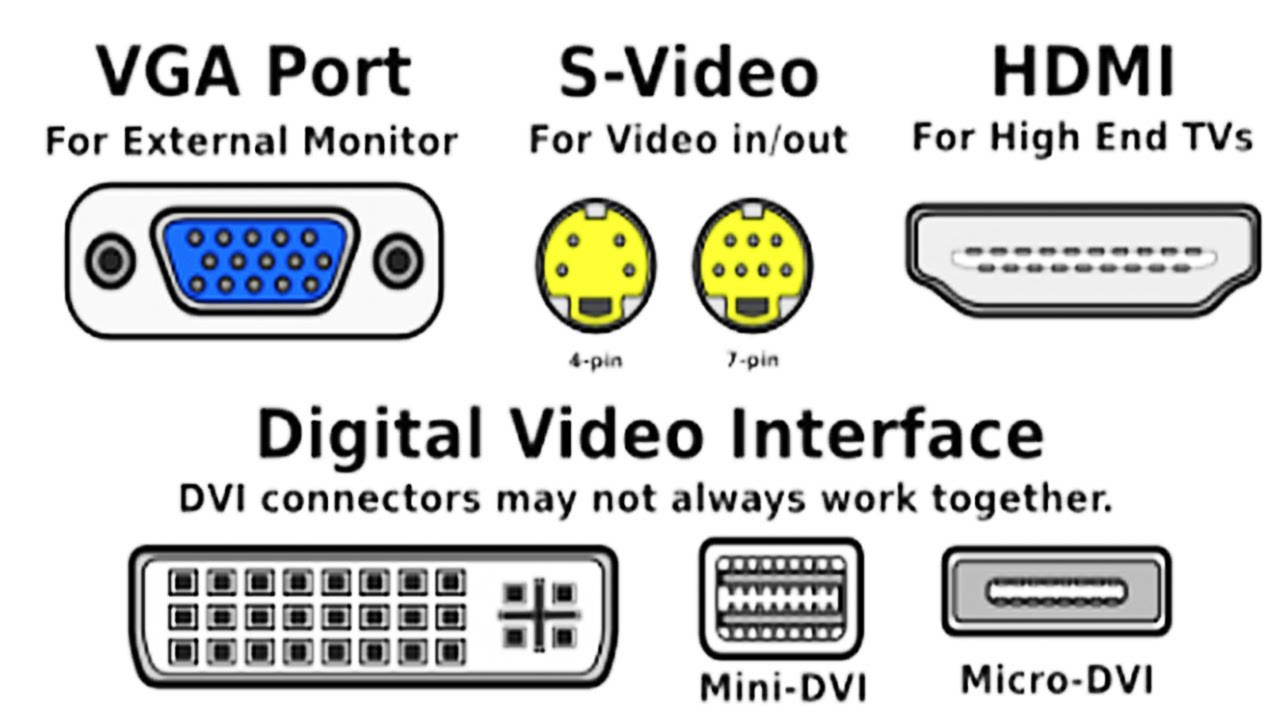 VGA Port
For External Monitor
S-Video
For Video in/out
4-pin
7-pin
HDMI
For High End TVs
Digital Video Interface
DVI connectors may not always work together.
Mini-DVI
Micro-DVI